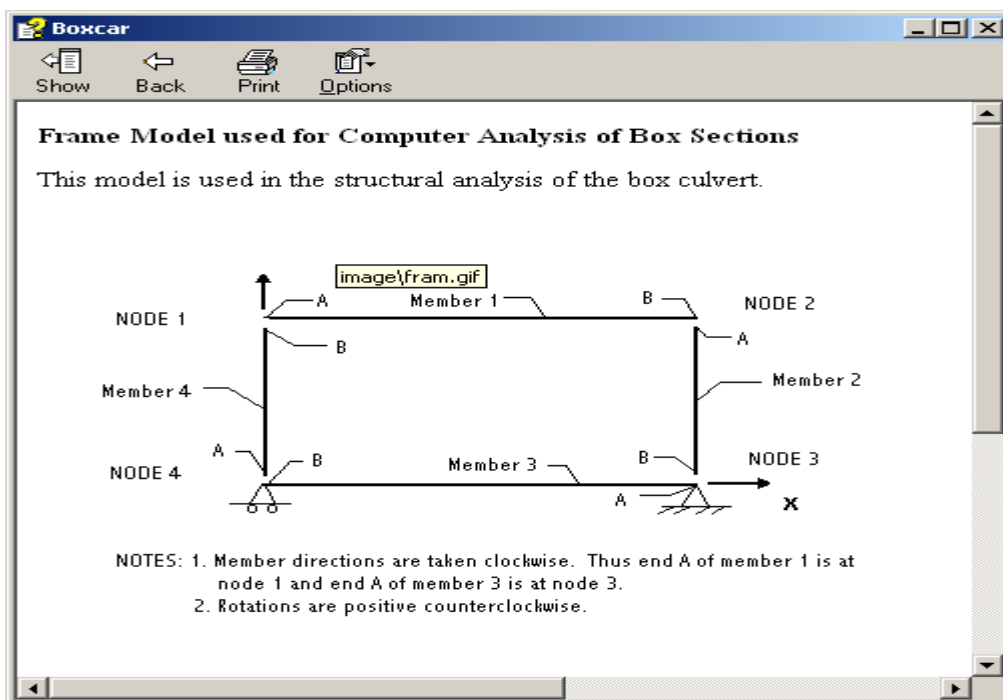 Boxcar
Show Back Print Options
Frame Model used for Computer Analysis of Box Sections
This model is used in the structural analysis of the box culvert.
image\fram.gif
A Member 1 B NODE 2
NODE 1
B A
Member 4 Member 2
A B Member 3 B NODE 3
NODE 4
A X
NOTES: 1. Member directions are taken clockwise. Thus end A of member 1 is at
node 1 and end A of member 3 is at node 3.
2. Rotations are positive counterclockwise.